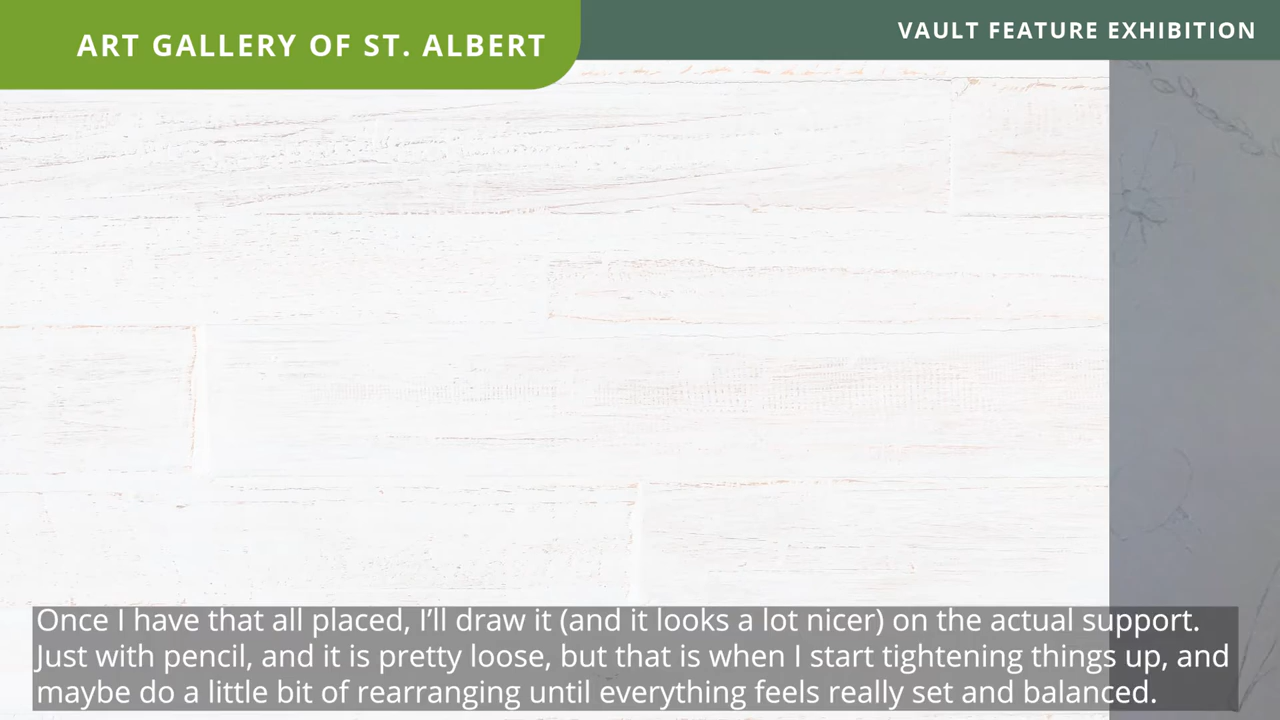 ART GALLERY OF ST. ALBERT
VAULT FEATURE EXHIBITION
Once I have that all placed, I’ll draw it (and it looks a lot nicer) on the actual support.
Just with pencil, and it is pretty loose, but that is when I start tightening things up, and
maybe do a little bit of rearranging until everything feels really set and balanced.